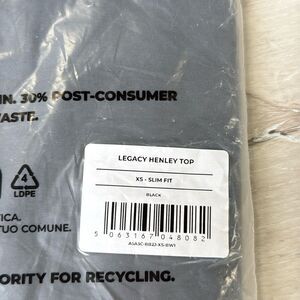 IN. 30% POST-CONSUMER
WASTE.
LEGACY HENLEY TOP
XS - SLIM FIT
BLACK
5 063167 048082
4
LDPE
TICA.
TUO COMUNE.
ORITY FOR RECYCLING.